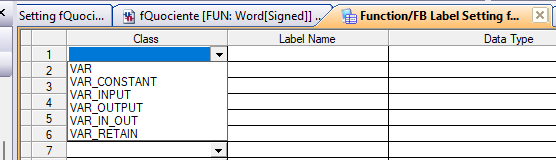 Setting fQuoci... fQuociente [FUN: Word[Signed]] ... Function/FB Label Setting f...
Class Label Name Data Type
1
2 VAR
3 VAR_CONSTANT
VAR_INPUT
4 VAR_OUTPUT
5 VAR_IN_OUT
6 VAR_RETAIN
7